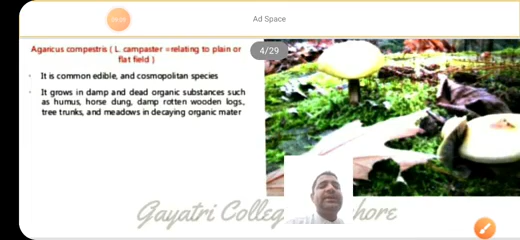 Ad Space
4/29
Agaricus compestris ( L. campaster =relating to plain or
flat field )
It is common edible, and cosmopolitan species
It grows in damp and dead organic substances such
as humus, horse dung, damp rotten wooden logs,
tree trunks, and meadows in decaying organic mater
Gayatri Colleg hore